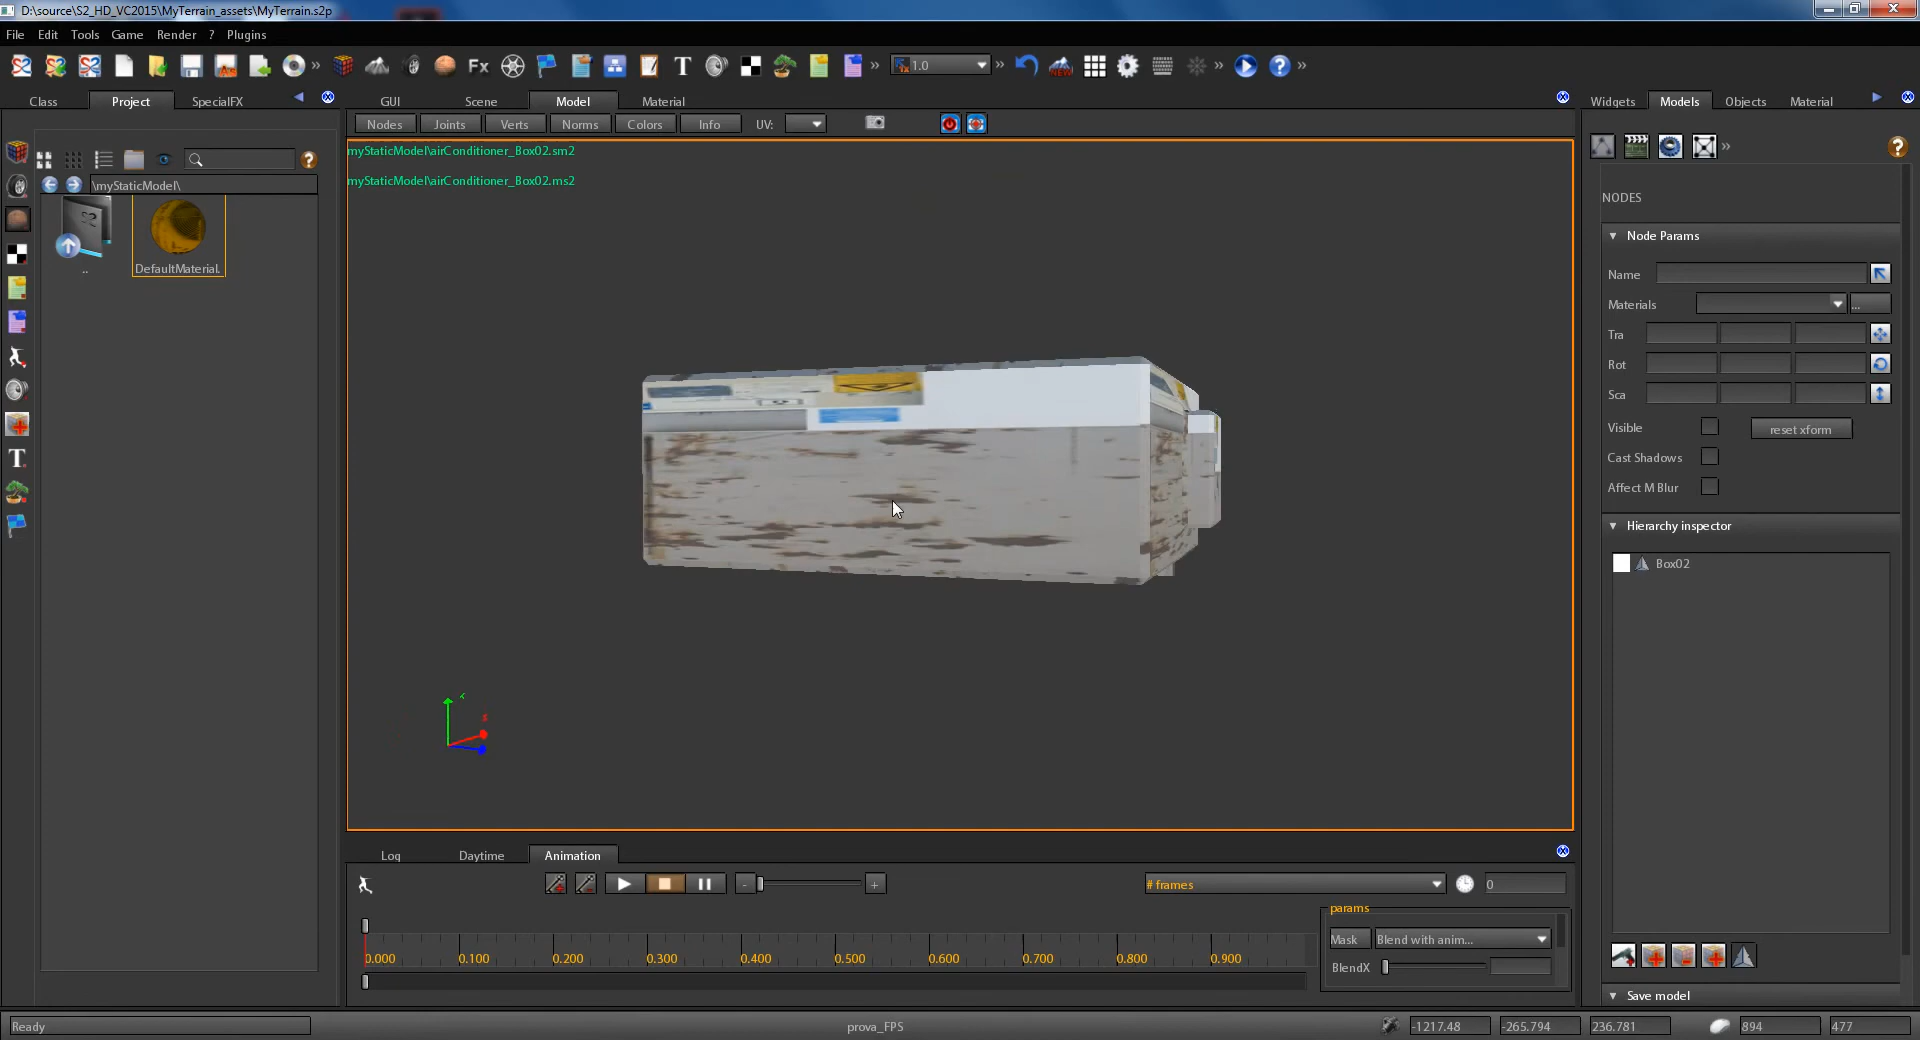 D:\source\S2_HD_VC2015\MyTerrain_assets\MyTerrain.s2p
File Edit Tools Game Render ? Plugins
Fx T 1.0
Class Project SpecialFX
GUI Scene Model Material
Widgets Models Objects Material
Nodes Joints Verts Norms Colors Info UV:
myStaticModel\airConditioner_Box02.sm2
myStaticModel\airConditioner_Box02.ms2
\myStaticModel\
S2
..
DefaultMaterial.
T
NODES
Node Params
Name
Materials ...
Tra
Rot
Sca
Visible reset xform
Cast Shadows
Affect M Blur
Hierarchy inspector
Box02
Save model
Log Daytime Animation
- + # frames 0
params
Mask Blend with anim...
BlendX
0.000 0.100 0.200 0.300 0.400 0.500 0.600 0.700 0.800 0.900
Ready prova_FPS -1217.48 -265.794 236.781 894 477